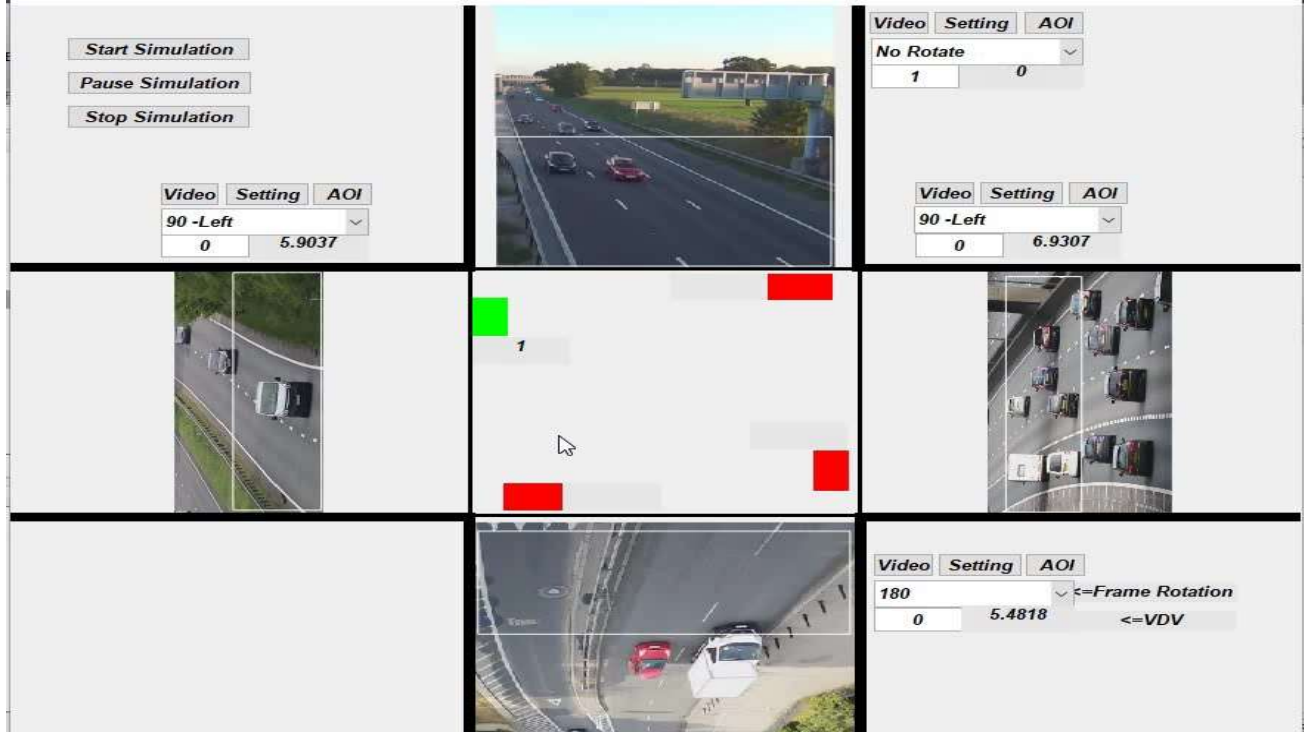 Start Simulation
Pause Simulation
Stop Simulation
Video Setting AOI
90 -Left
0 5.9037
Video Setting AOI
No Rotate
1 0
Video Setting AOI
90 -Left
0 6.9307
1
Video Setting AOI
180 <=Frame Rotation
0 5.4818 <=VDV